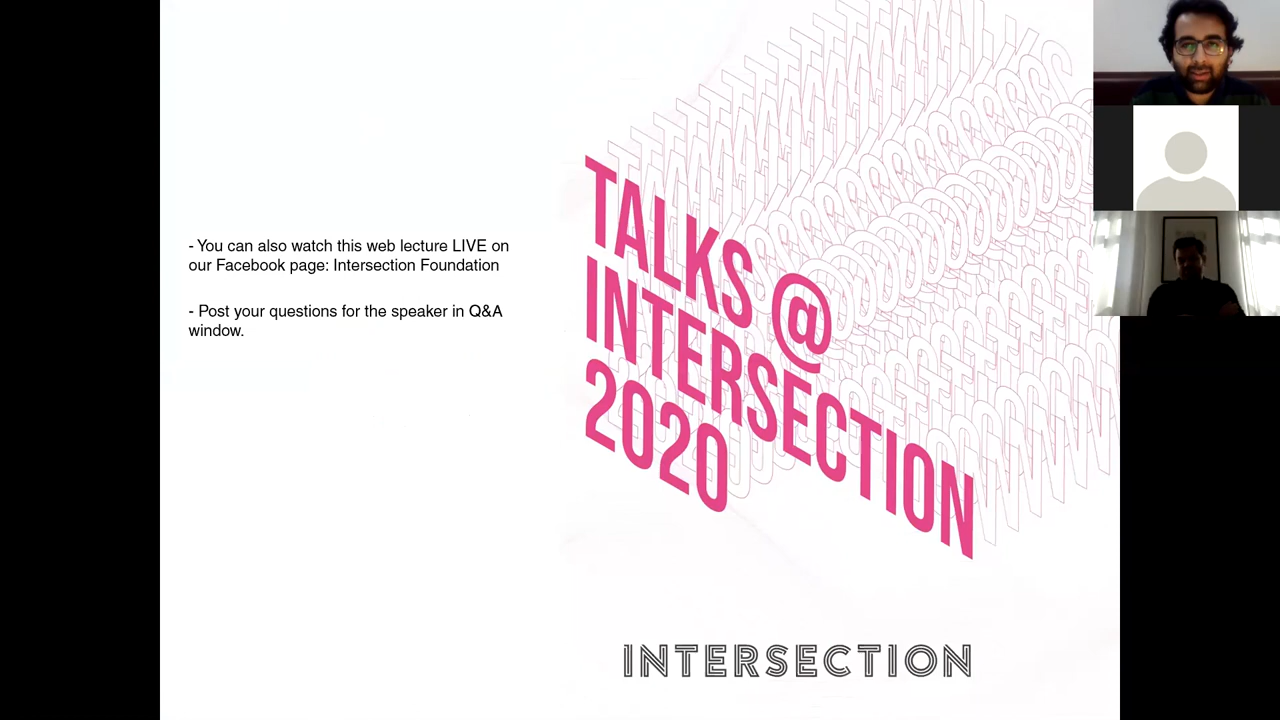 - You can also watch this web lecture LIVE on
our Facebook page: Intersection Foundation
- Post your questions for the speaker in Q&A
window.
TALKS @
INTERSECTION
2020
INTERSECTION